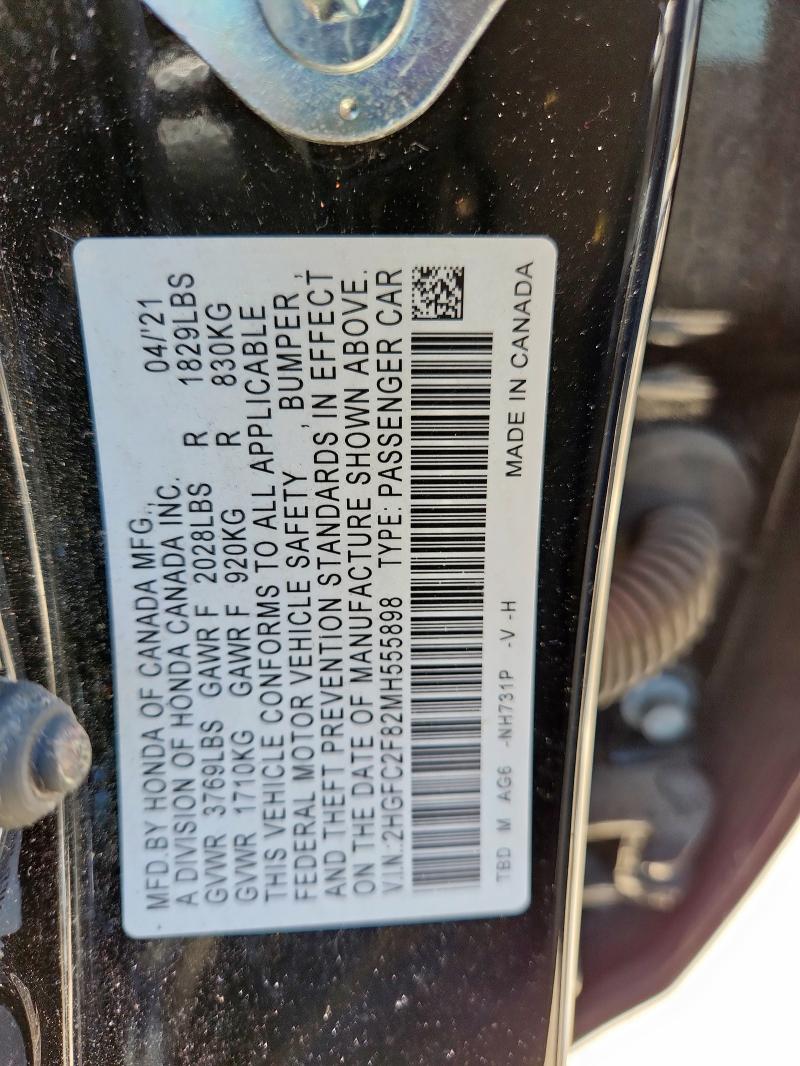 MFD.BY HONDA OF CANADA MFG., 04/'21
A DIVISION OF HONDA CANADA INC.
GVWR 3769LBS GAWR F 2028LBS R 1829LBS
GVWR 1710KG GAWR F 920KG R 830KG
THIS VEHICLE CONFORMS TO ALL APPLICABLE
FEDERAL MOTOR VEHICLE SAFETY , BUMPER ,
AND THEFT PREVENTION STANDARDS IN EFFECT
ON THE DATE OF MANUFACTURE SHOWN ABOVE.
V.I.N.:2HGFC2F82MH555898 TYPE: PASSENGER CAR
TBD M AG6 -NH731P -V -H
MADE IN CANADA